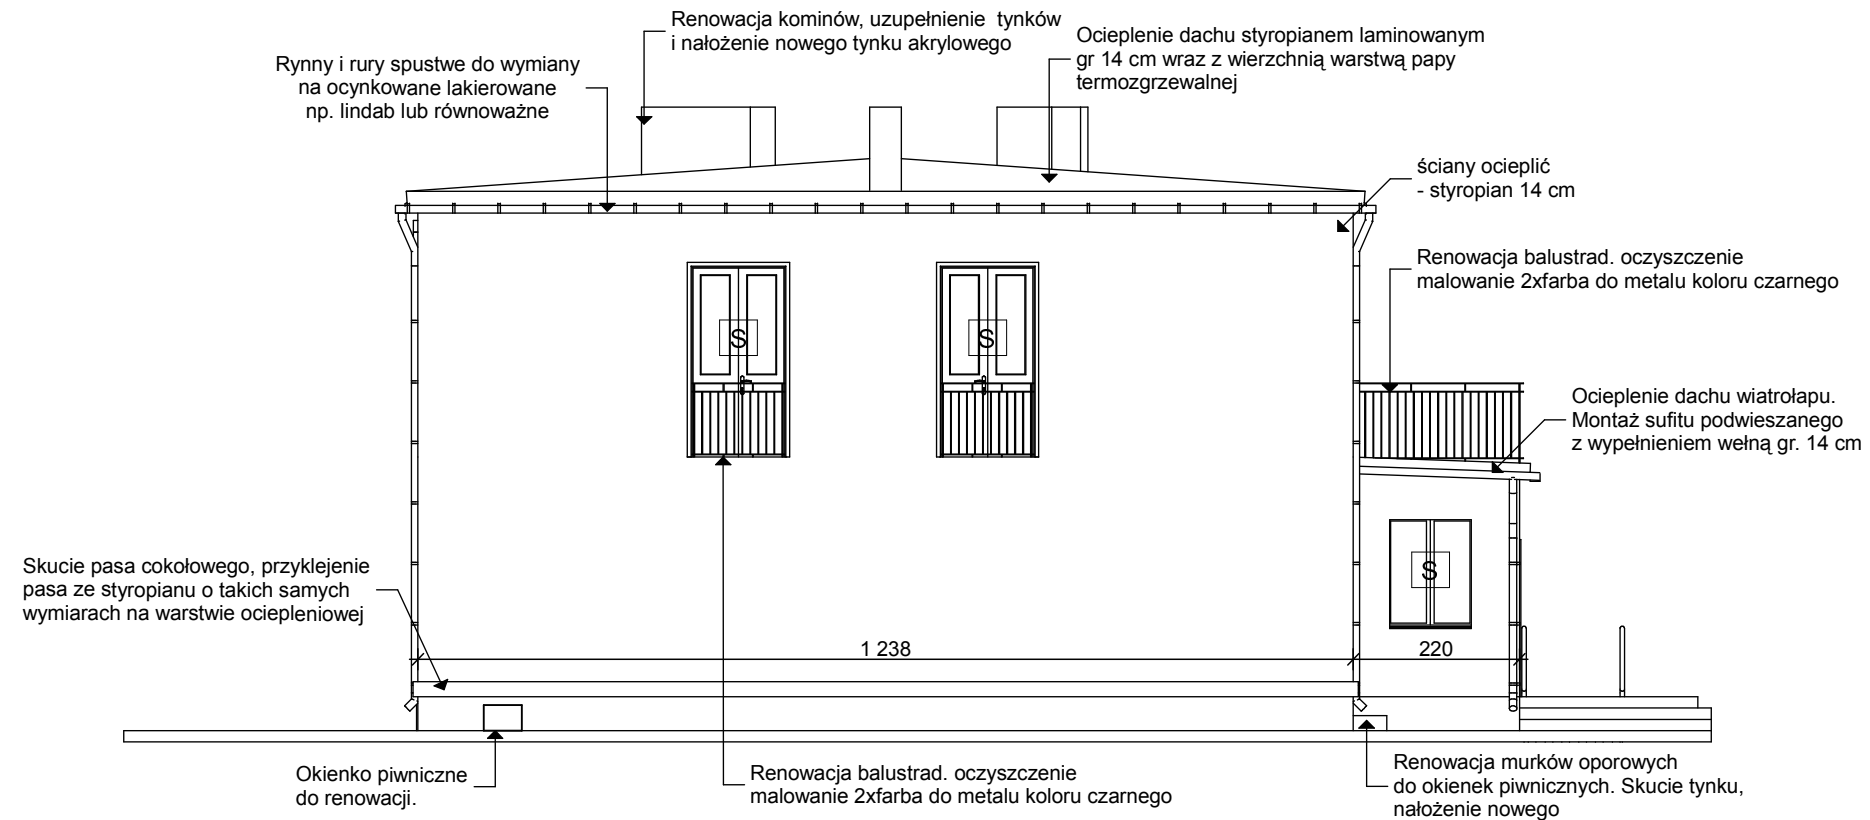 Renowacja kominów, uzupełnienie tynków
i nałożenie nowego tynku akrylowego
Ocieplenie dachu styropianem laminowanym
gr 14 cm wraz z wierzchnią warstwą papy
termozgrzewalnej
Rynny i rury spustwe do wymiany
na ocynkowane lakierowane
np. lindab lub równoważne
ściany ocieplić
- styropian 14 cm
Renowacja balustrad. oczyszczenie
malowanie 2xfarba do metalu koloru czarnego
S
S
Ocieplenie dachu wiatrołapu.
Montaż sufitu podwieszanego
z wypełnieniem wełną gr. 14 cm
S
Skucie pasa cokołowego, przyklejenie
pasa ze styropianu o takich samych
wymiarach na warstwie ociepleniowej
1 238
220
Okienko piwniczne
do renowacji.
Renowacja balustrad. oczyszczenie
malowanie 2xfarba do metalu koloru czarnego
Renowacja murków oporowych
do okienek piwnicznych. Skucie tynku,
nałożenie nowego